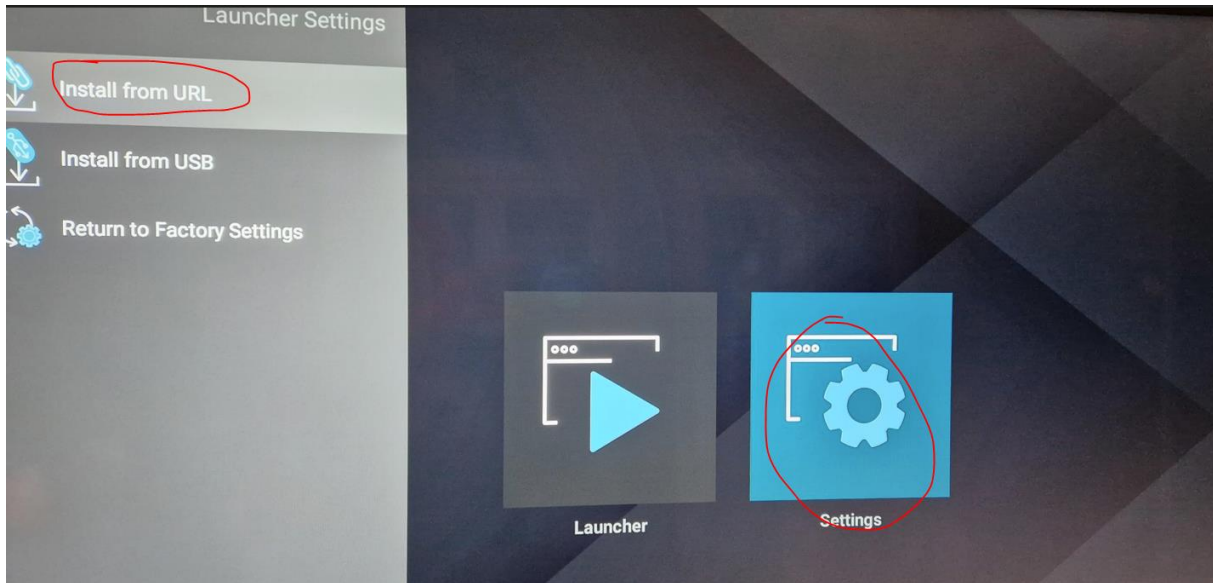 Launcher Settings
Install from URL
Install from USB
Return to Factory Settings
Launcher
Settings